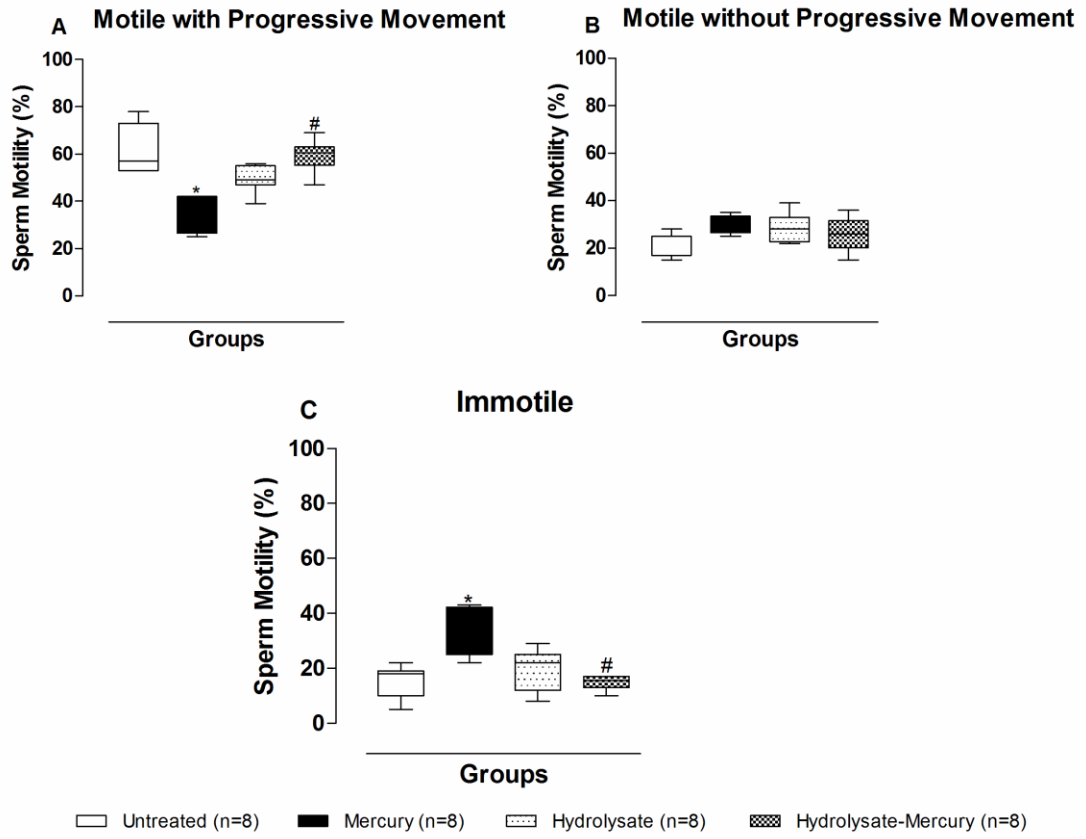 A Motile with Progressive Movement
100
80
60
40
20
0
Sperm Motility (%)
*
#
Groups
B Motile without Progressive Movement
100
80
60
40
20
0
Sperm Motility (%)
Groups
C Immotile
100
80
60
40
20
0
Sperm Motility (%)
*
#
Groups
Untreated (n=8) Mercury (n=8) Hydrolysate (n=8) Hydrolysate-Mercury (n=8)